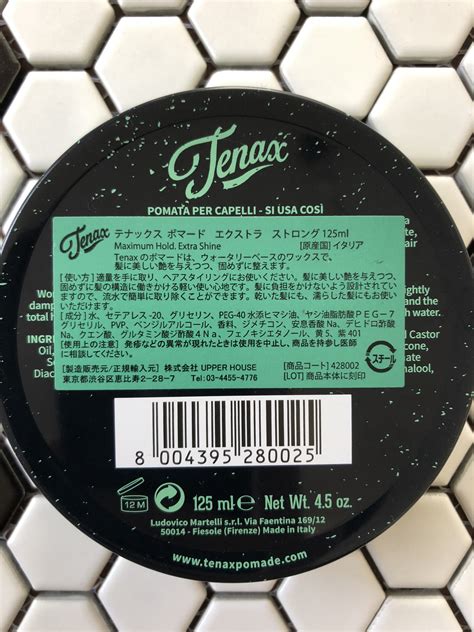 Tenax
POMATA PER CAPELLI - SI USA COSÌ
Tenax
テナックス ポマード エクストラ ストロング 125ml
Maximum Hold. Extra Shine
[原産国] イタリア
Tenax のポマードは、ウォータリーベースのワックスで、
髪に美しい艶を与えつつ、固めずに整えます。
[使い方] 適量を手に取り、ヘアスタイリングにお使いください。髪に美しい艶を与えつつ、
固めずに髪の構造に働きかける軽い使い心地です。髪に負担をかけないよう設計されていま
すので、流水で簡単に取り除くことができます。乾いた髪にも、濡らした髪にもお使いください。
[成分] 水、セテアレス-20、グリセリン、PEG-40 水添ヒマシ油、「ヤシ油脂肪酸PEG-7
グリセリル、PVP、ベンジルアルコール、香料、ジメチコン、安息香酸 Na、デヒドロ酢酸
Na、クエン酸、グルタミン酸ジ酢酸4Na、フェノキシエタノール、黄 5、紫 401
[使用上の注意] 発疹などの異常が現れたときは使用を中止し、商品を持参し医師
に相談してください。
[製造販売元/正規輸入元] 株式会社 UPPER HOUSE
東京都渋谷区恵比寿2-28-7 Tel: 03-4455-4776
[商品コード] 428002
[LOT] 商品本体に刻印
スチール
8 004395 280025
12 M
125 ml ℮ Net Wt. 4.5 oz.
Ludovico Martelli s.r.l. Via Faentina 169/12
50014 - Fiesole (Firenze) Made in Italy
www.tenaxpomade.com